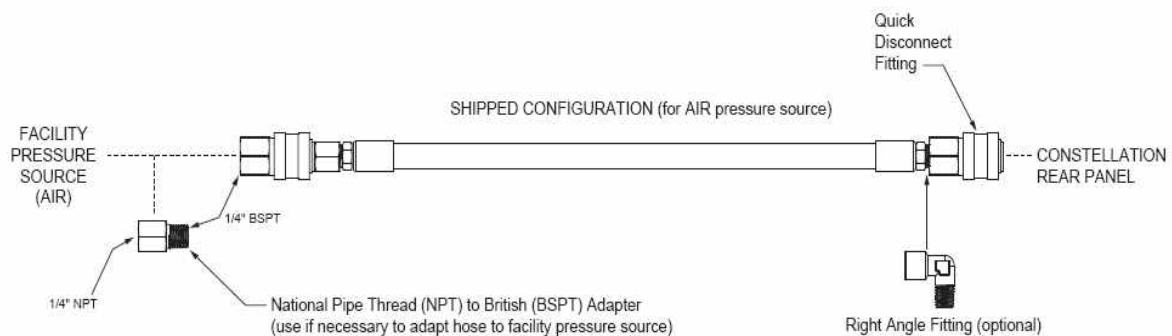 Quick
Disconnect
Fitting
SHIPPED CONFIGURATION (for AIR pressure source)
FACILITY
PRESSURE
SOURCE
(AIR)
CONSTELLATION
REAR PANEL
1/4" BSPT
1/4" NPT
National Pipe Thread (NPT) to British (BSPT) Adapter
(use if necessary to adapt hose to facility pressure source)
Right Angle Fitting (optional)